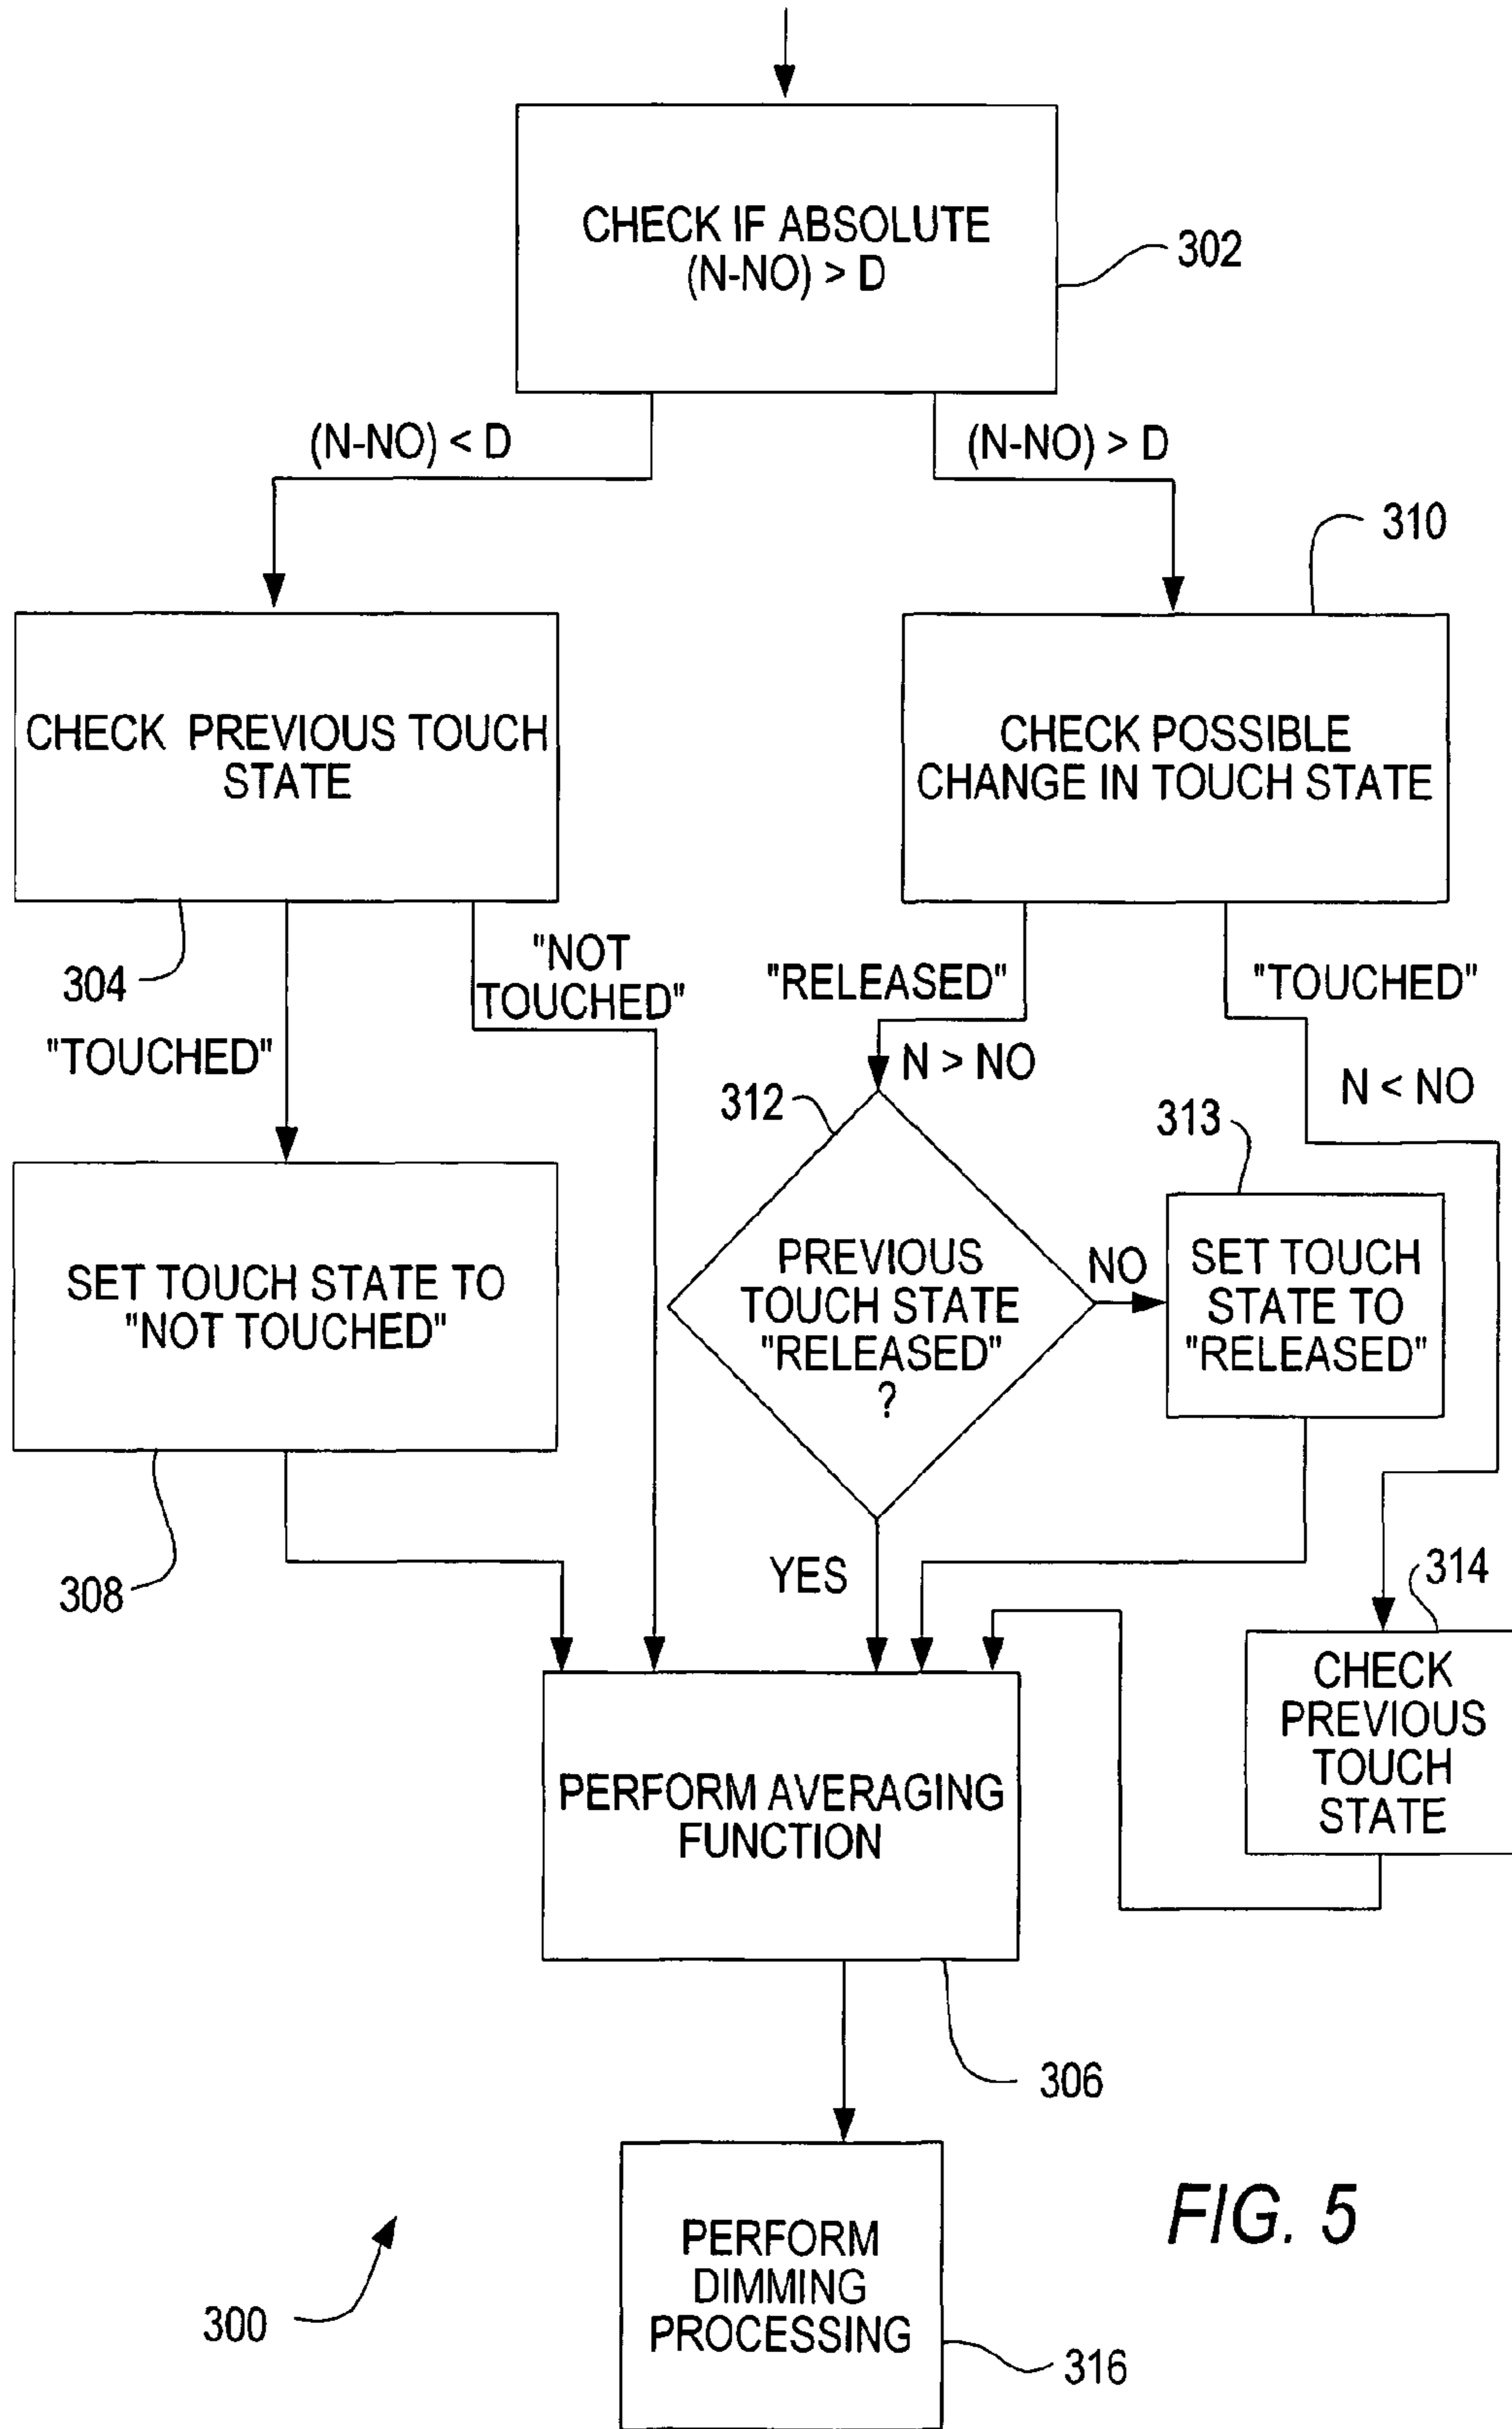 CHECK IF ABSOLUTE
(N-NO) > D
302
(N-NO) < D
(N-NO) > D
310
CHECK PREVIOUS TOUCH
STATE
CHECK POSSIBLE
CHANGE IN TOUCH STATE
304
"TOUCHED"
"NOT
TOUCHED"
"RELEASED"
N > NO
"TOUCHED"
N < NO
312
313
SET TOUCH STATE TO
"NOT TOUCHED"
308
PREVIOUS
TOUCH STATE
"RELEASED"
?
NO
SET TOUCH
STATE TO
"RELEASED"
YES
314
CHECK
PREVIOUS
TOUCH
STATE
PERFORM AVERAGING
FUNCTION
306
PERFORM
DIMMING
PROCESSING
316
300
FIG. 5